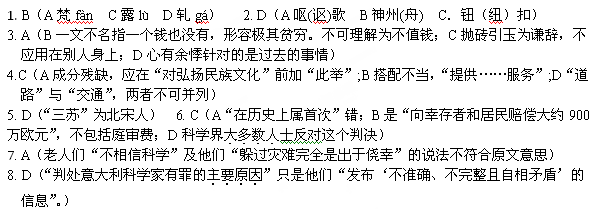 1. B（A 梵 fàn　C 露 lù　D 轧 gá）　2. D（A 呕(讴)歌　B 神州(舟)　C．钮（纽）扣）
3. A（B 一文不名指一个钱也没有，形容极其贫穷。不可理解为不值钱；C 抛砖引玉为谦辞，不
应用在别人身上；D 心有余悸针对的是过去的事情）
4.C（A 成分残缺，应在“对弘扬民族文化”前加“此举”;B 搭配不当，“提供……服务”;D“道
路”与“交通”，两者不可并列）
5. D（“三苏”为北宋人）　6. C（A“在历史上属首次”错；B 是“向幸存者和居民赔偿大约 900
万欧元”，不包括庭审费；D 科学界大多数人士反对这个判决）
7. A（老人们“不相信科学”及他们“躲过灾难完全是出于侥幸”的说法不符合原文意思）
8. D（“判处意大利科学家有罪的主要原因”只是他们“发布‘不准确、不完整且自相矛盾’的
信息”。）